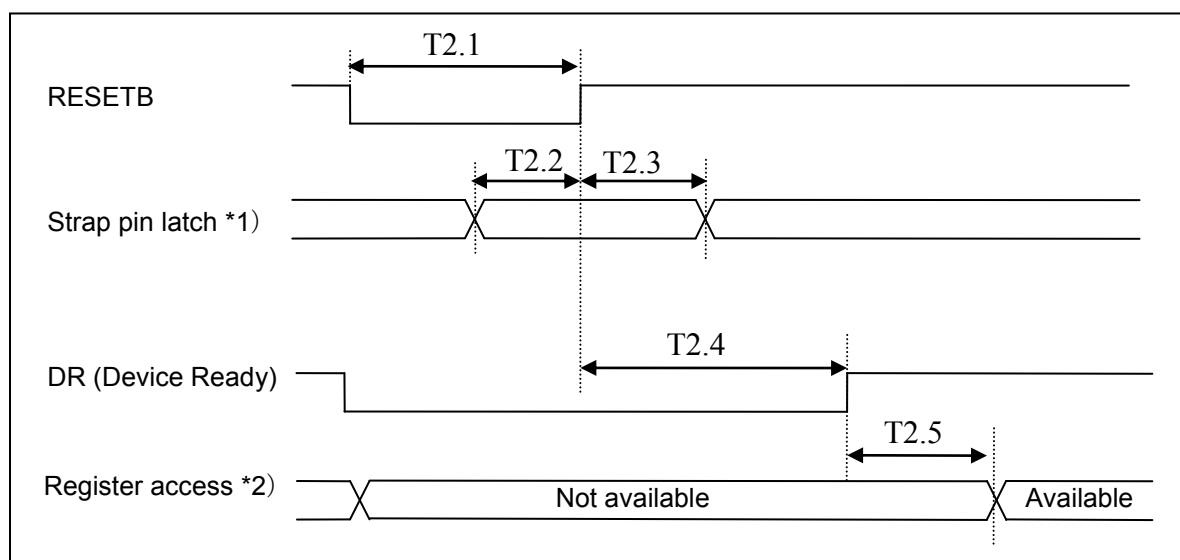 T2.1
RESETB
T2.2 T2.3
Strap pin latch *1）
T2.4
DR (Device Ready)
T2.5
Register access *2）
Not available
Available